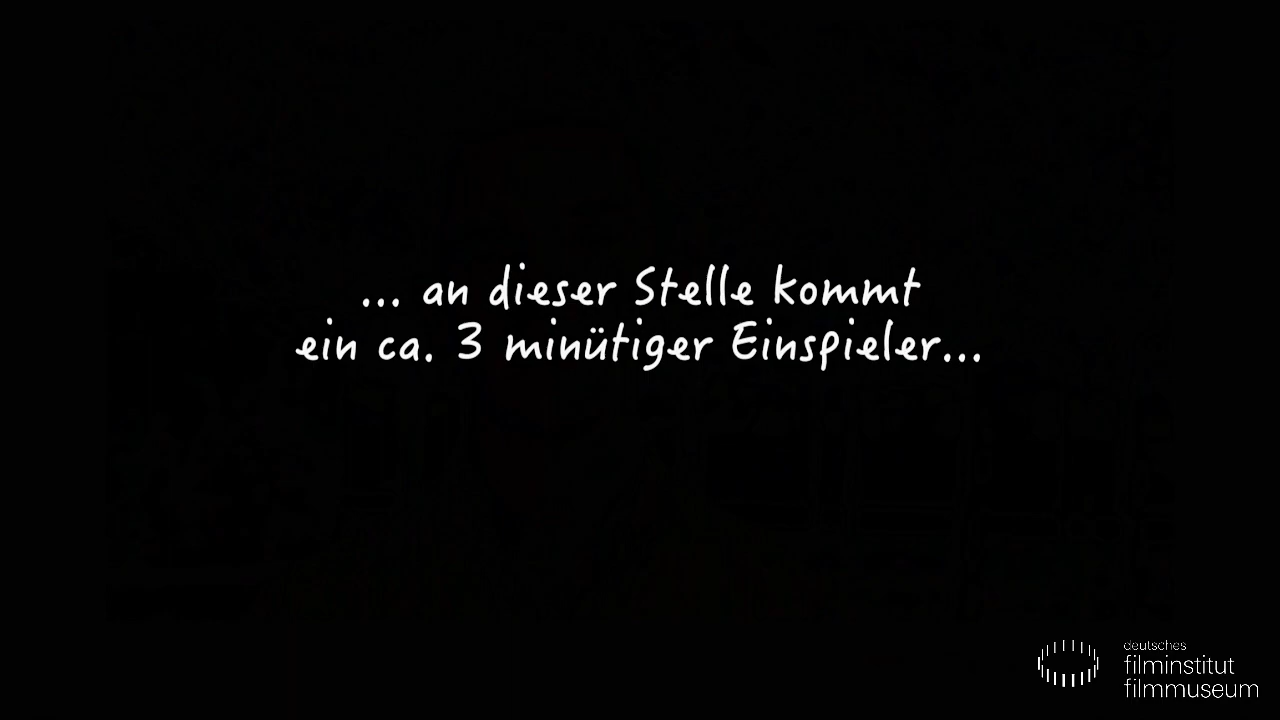 ... an dieser Stelle kommt
ein ca. 3 minütiger Einspieler...
deutsches
filminstitut
filmmuseum